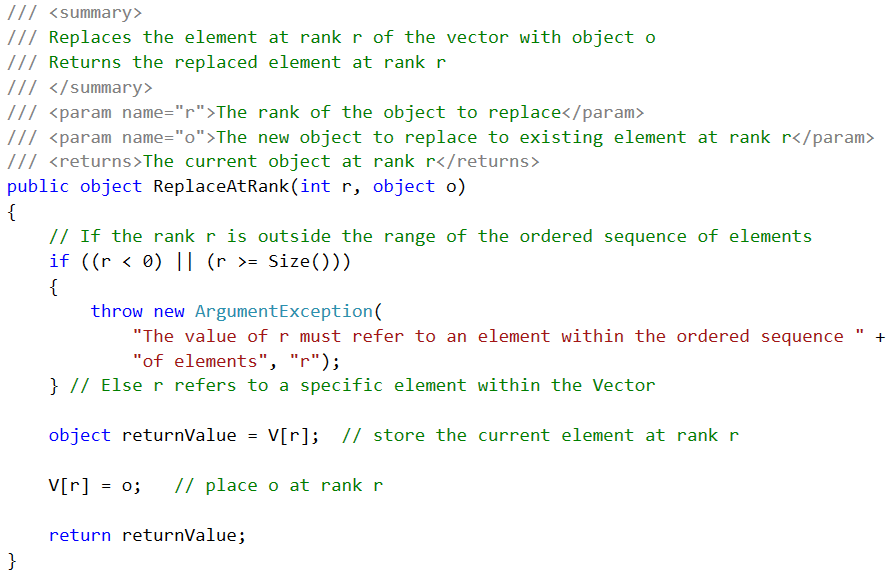 /// <summary>
/// Replaces the element at rank r of the vector with object o
/// Returns the replaced element at rank r
/// </summary>
/// <param name="r">The rank of the object to replace</param>
/// <param name="o">The new object to replace to existing element at rank r</param>
/// <returns>The current object at rank r</returns>
public object ReplaceAtRank(int r, object o)
{
    // If the rank r is outside the range of the ordered sequence of elements
    if ((r < 0) || (r >= Size()))
    {
        throw new ArgumentException(
            "The value of r must refer to an element within the ordered sequence " +
            "of elements", "r");
    } // Else r refers to a specific element within the Vector
    object returnValue = V[r];  // store the current element at rank r
    V[r] = o;   // place o at rank r
    return returnValue;
}